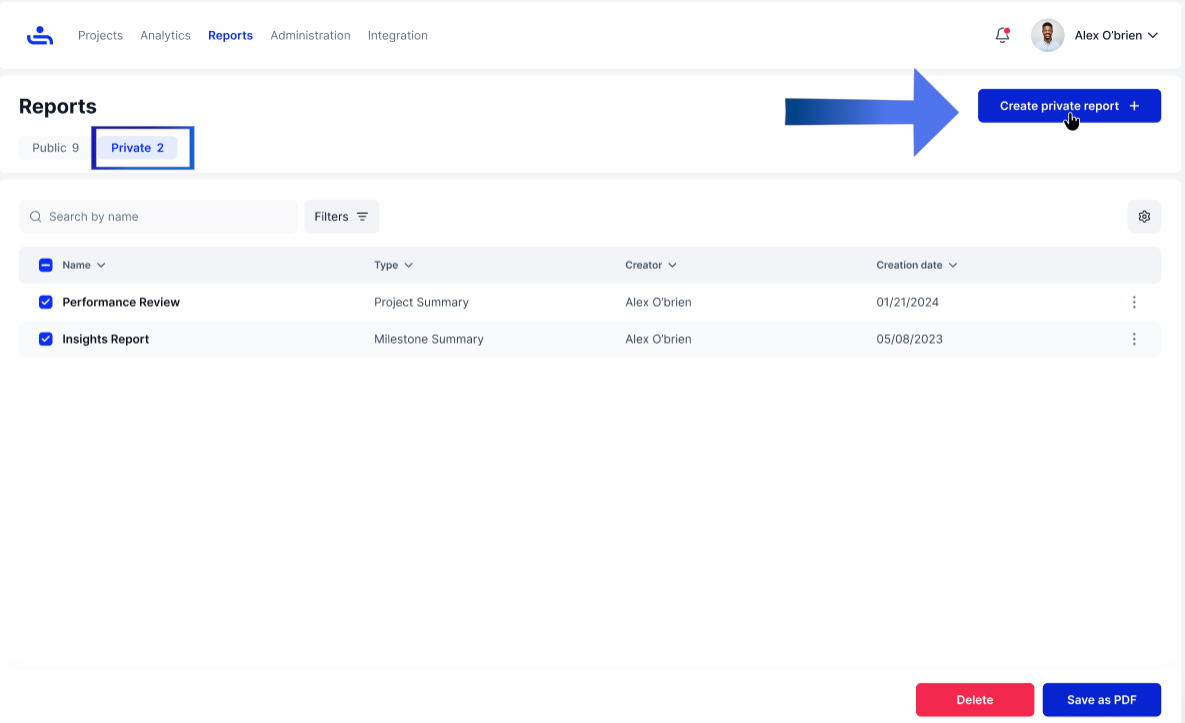 Projects Analytics Reports Administration Integration Alex O'brien
Reports
Create private report +
Public 9 Private 2
Search by name Filters
Name Type Creator Creation date
Performance Review Project Summary Alex O'brien 01/21/2024
Insights Report Milestone Summary Alex O'brien 05/08/2023
Delete Save as PDF